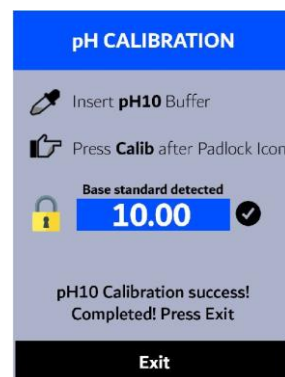 pH CALIBRATION
Insert pH10 Buffer
Press Calib after Padlock Icon
Base standard detected
10.00
pH10 Calibration success!
Completed! Press Exit
Exit